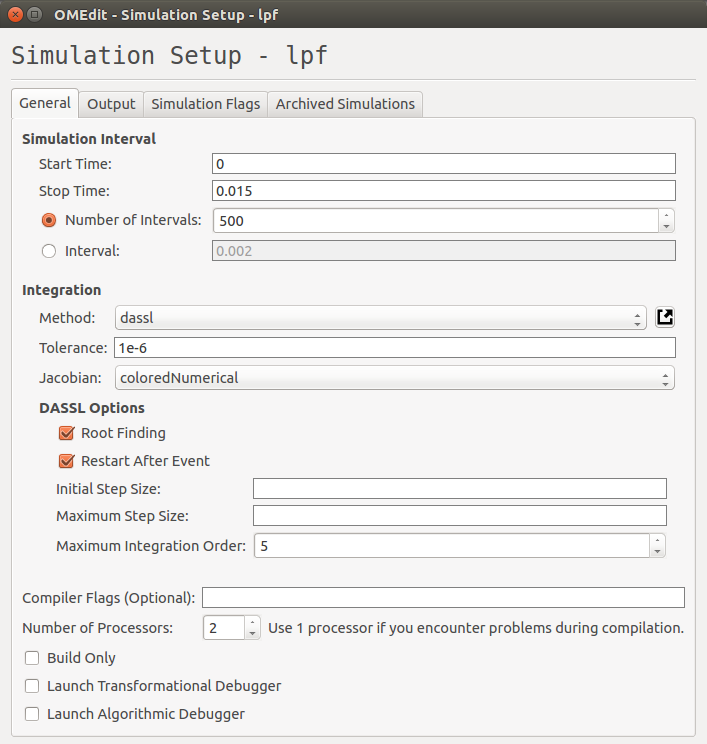 OMEdit - Simulation Setup - lpf
Simulation Setup - lpf
General Output Simulation Flags Archived Simulations
Simulation Interval
Start Time: 0
Stop Time: 0.015
Number of Intervals: 500
Interval: 0.002
Integration
Method: dassl
Tolerance: 1e-6
Jacobian: coloredNumerical
DASSL Options
Root Finding
Restart After Event
Initial Step Size:
Maximum Step Size:
Maximum Integration Order: 5
Compiler Flags (Optional):
Number of Processors: 2 Use 1 processor if you encounter problems during compilation.
Build Only
Launch Transformational Debugger
Launch Algorithmic Debugger